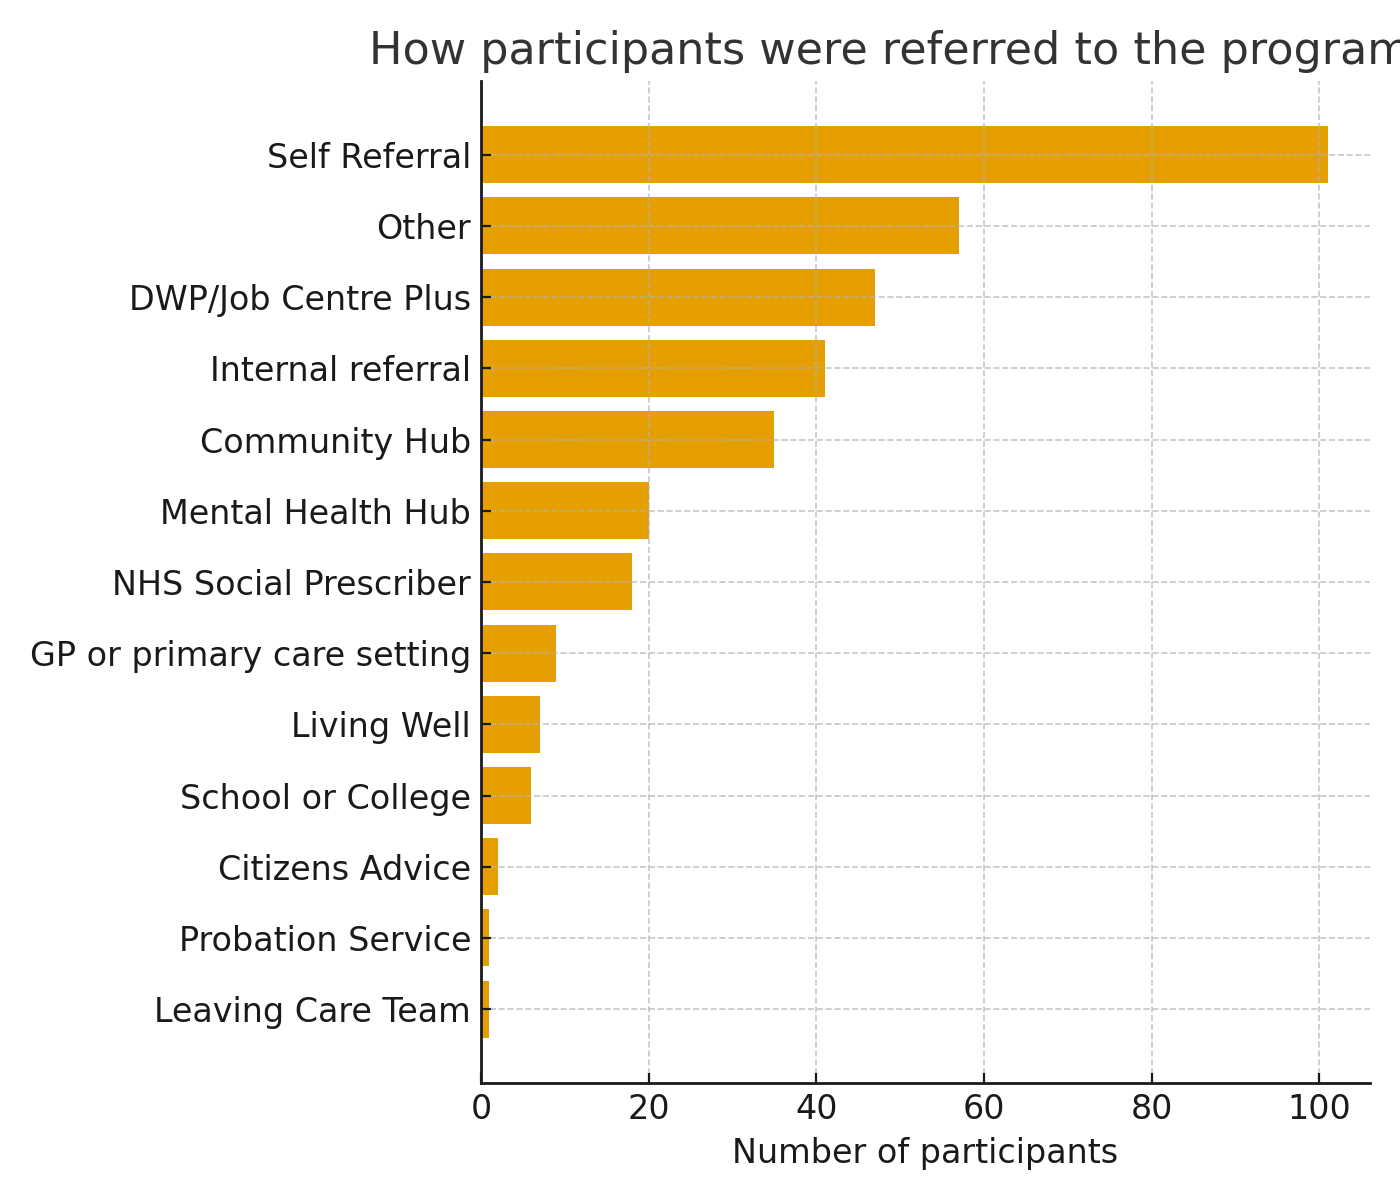 How participants were referred to the program
Self Referral
Other
DWP/Job Centre Plus
Internal referral
Community Hub
Mental Health Hub
NHS Social Prescriber
GP or primary care setting
Living Well
School or College
Citizens Advice
Probation Service
Leaving Care Team
0 20 40 60 80 100
Number of participants